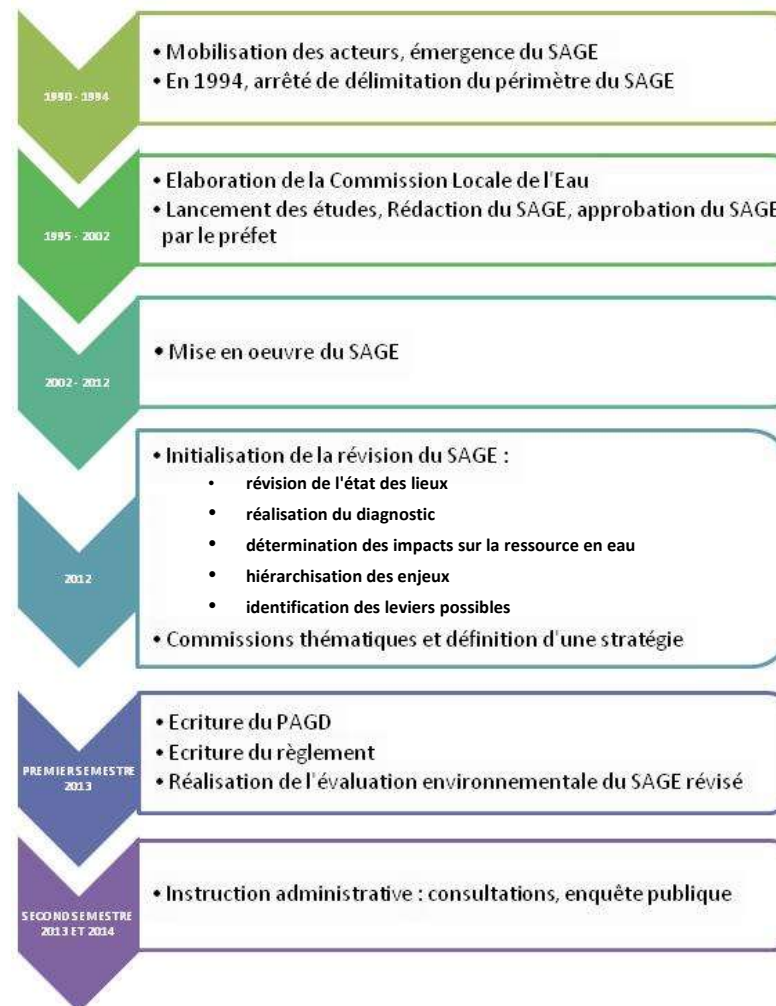 1990 - 1994
• Mobilisation des acteurs, émergence du SAGE
• En 1994, arrêté de délimitation du périmètre du SAGE
1995 - 2002
• Elaboration de la Commission Locale de l'Eau
• Lancement des études, Rédaction du SAGE, approbation du SAGE
par le préfet
2002 - 2012
• Mise en oeuvre du SAGE
2012
• Initialisation de la révision du SAGE :
• révision de l'état des lieux
• réalisation du diagnostic
• détermination des impacts sur la ressource en eau
• hiérarchisation des enjeux
• identification des leviers possibles
• Commissions thématiques et définition d'une stratégie
PREMIER SEMESTRE
2013
• Ecriture du PAGD
• Ecriture du règlement
• Réalisation de l'évaluation environnementale du SAGE révisé
SECOND SEMESTRE
2013 ET 2014
• Instruction administrative : consultations, enquête publique